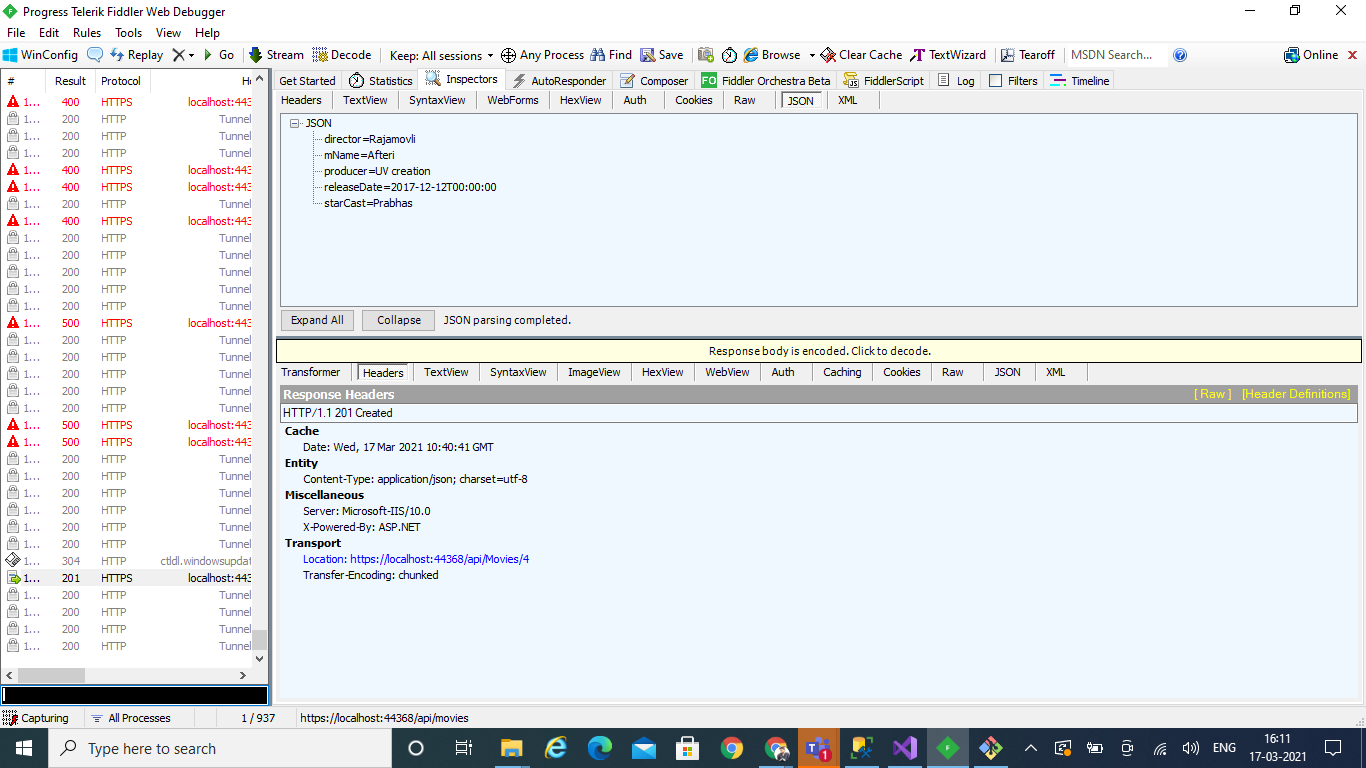 Progress Telerik Fiddler Web Debugger
File Edit Rules Tools View Help
WinConfig Replay X Go Stream Decode Keep: All sessions Any Process Find Save Browse Clear Cache TextWizard Tearoff MSDN Search... Online
# Result Protocol
Get Started Statistics Inspectors AutoResponder Composer FO Fiddler Orchestra Beta FiddlerScript Log Filters Timeline
Headers TextView SyntaxView WebForms HexView Auth Cookies Raw JSON XML
1... 400 HTTPS localhost:443
1... 200 HTTP Tunnel
1... 200 HTTP Tunnel
1... 200 HTTP Tunnel
1... 400 HTTPS localhost:443
1... 400 HTTPS localhost:443
1... 200 HTTP Tunnel
1... 400 HTTPS localhost:443
1... 200 HTTP Tunnel
1... 200 HTTP Tunnel
1... 200 HTTP Tunnel
1... 200 HTTP Tunnel
1... 200 HTTP Tunnel
1... 500 HTTPS localhost:443
1... 200 HTTP Tunnel
1... 200 HTTP Tunnel
1... 200 HTTP Tunnel
1... 200 HTTP Tunnel
1... 200 HTTP Tunnel
1... 500 HTTPS localhost:443
1... 500 HTTPS localhost:443
1... 200 HTTP Tunnel
1... 200 HTTP Tunnel
1... 200 HTTP Tunnel
1... 200 HTTP Tunnel
1... 200 HTTP Tunnel
1... 200 HTTP Tunnel
1... 304 HTTP ctldl.windowsupdat
1... 201 HTTPS localhost:443
1... 200 HTTP Tunnel
1... 200 HTTP Tunnel
1... 200 HTTP Tunnel
1... 200 HTTP Tunnel
JSON
director=Rajamovli
mName=Afteri
producer=UV creation
releaseDate=2017-12-12T00:00:00
starCast=Prabhas
Expand All Collapse JSON parsing completed.
Response body is encoded. Click to decode.
Transformer Headers TextView SyntaxView ImageView HexView WebView Auth Caching Cookies Raw JSON XML
Response Headers [ Raw ] [Header Definitions]
HTTP/1.1 201 Created
Cache
Date: Wed, 17 Mar 2021 10:40:41 GMT
Entity
Content-Type: application/json; charset=utf-8
Miscellaneous
Server: Microsoft-IIS/10.0
X-Powered-By: ASP.NET
Transport
Location: https://localhost:44368/api/Movies/4
Transfer-Encoding: chunked
Capturing All Processes 1 / 937 https://localhost:44368/api/movies
Type here to search ENG 16:11
17-03-2021